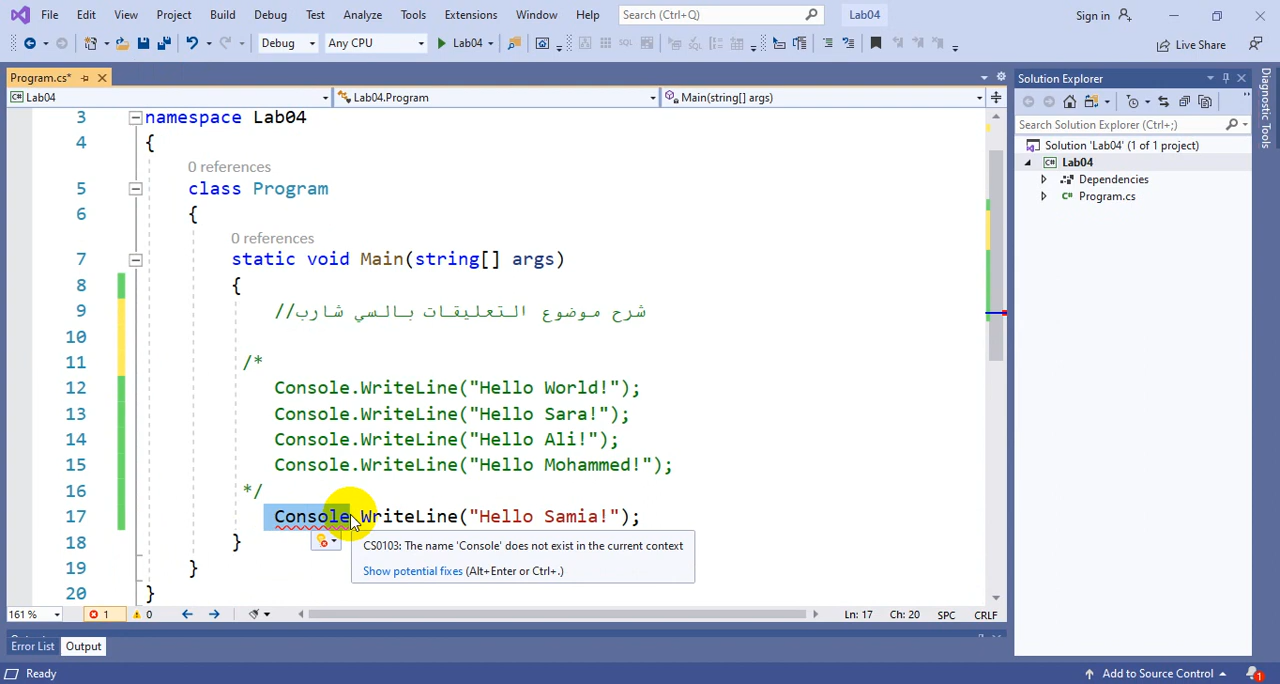 File Edit View Project Build Debug Test Analyze Tools Extensions Window Help Search (Ctrl+Q) Lab04 Sign in
Debug Any CPU Lab04 Live Share
Program.cs*
Lab04 Lab04.Program Main(string[] args)
3 namespace Lab04
4 {
0 references
5 class Program
6 {
0 references
7 static void Main(string[] args)
8 {
9 //شرح موضوع التعليقات بالسي شارب
10
11 /*
12 Console.WriteLine("Hello World!");
13 Console.WriteLine("Hello Sara!");
14 Console.WriteLine("Hello Ali!");
15 Console.WriteLine("Hello Mohammed!");
16 */
17 Console.WriteLine("Hello Samia!");
18 }
19 }
20 }
CS0103: The name 'Console' does not exist in the current context
Show potential fixes (Alt+Enter or Ctrl+.)
161 % 1 0 Ln: 17 Ch: 20 SPC CRLF
Error List Output
Ready Add to Source Control 1
Solution Explorer
Search Solution Explorer (Ctrl+;)
Solution 'Lab04' (1 of 1 project)
C# Lab04
Dependencies
C# Program.cs
Diagnostic Tools